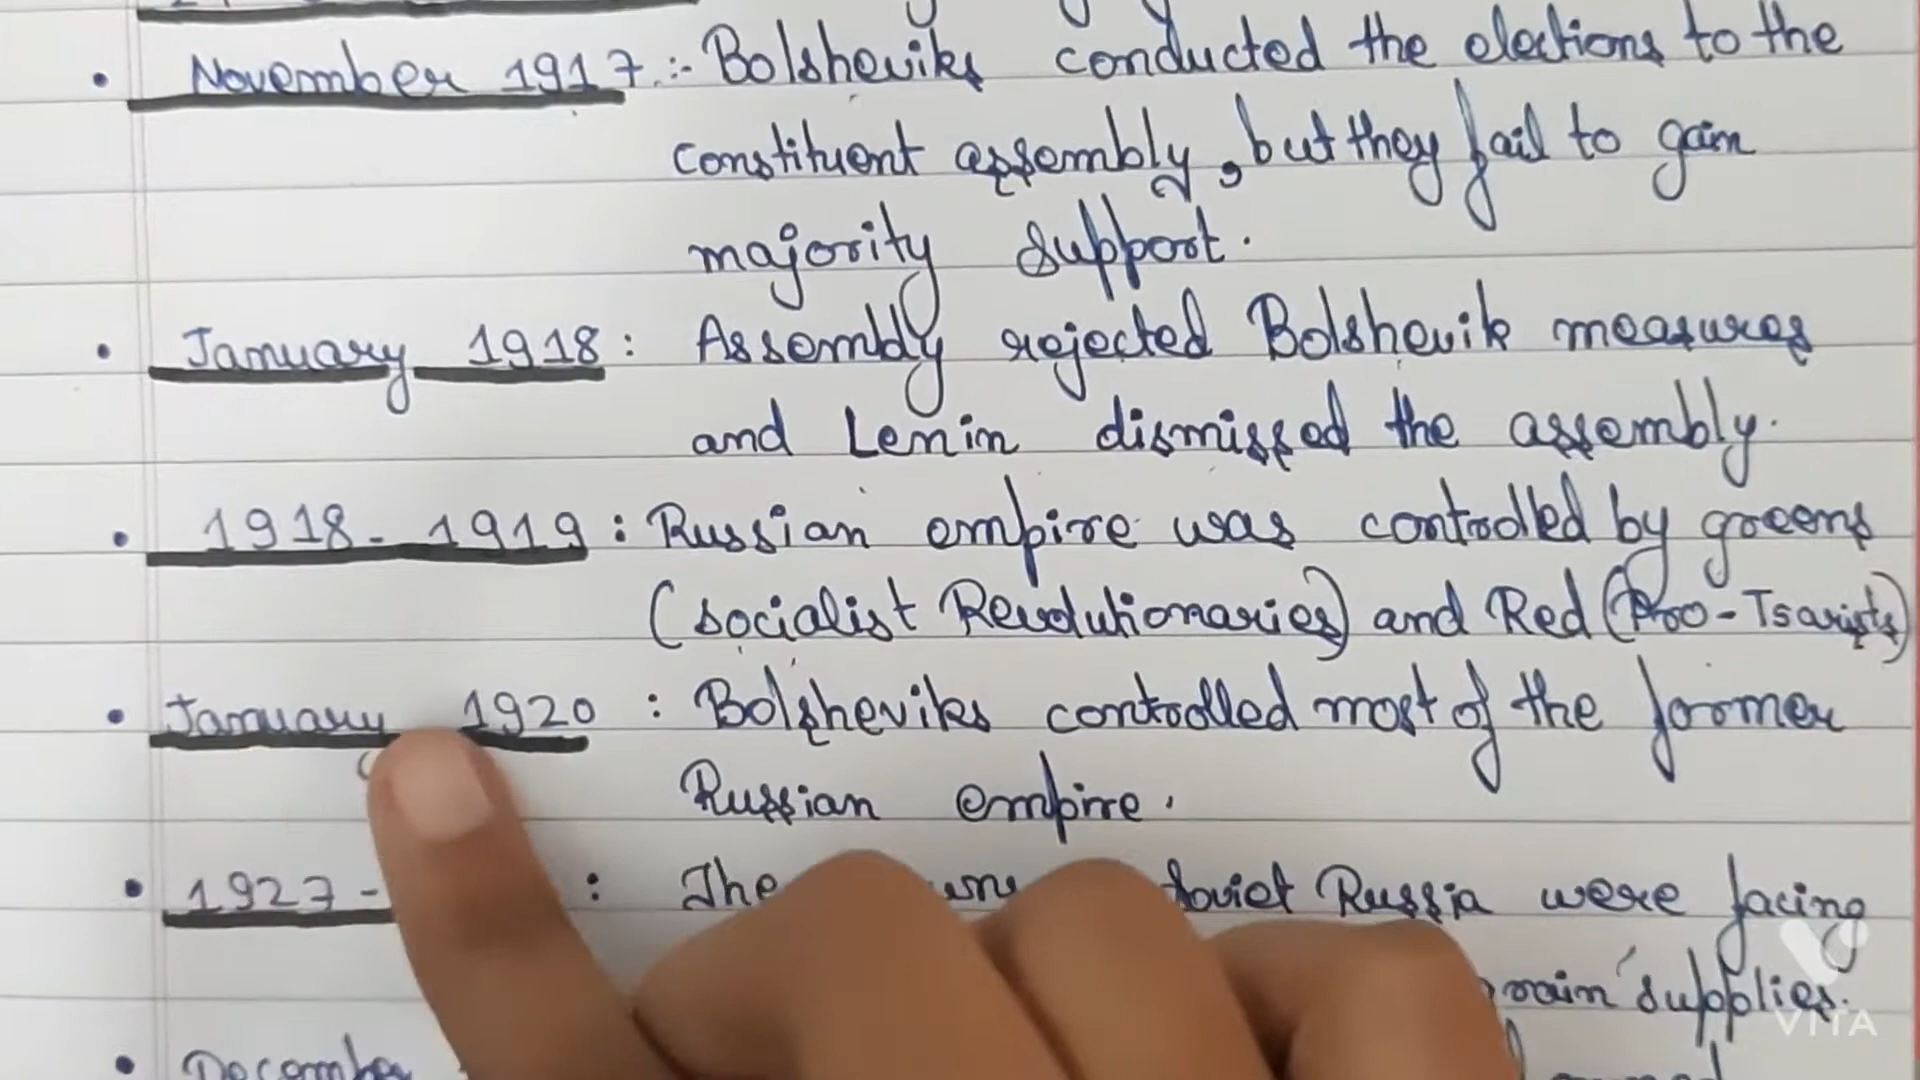 • November 1917 :- Bolsheviks conducted the elections to the
constituent assembly, but they fail to gain
majority support.
• January 1918 : Assembly rejected Bolshevik measures
and Lenin dismissed the assembly.
• 1918 - 1919 : Russian empire was controlled by greens
(socialist Revolutionaries) and Red (Pro-Tsarists)
• January 1920 : Bolsheviks controlled most of the former
Russian empire.
• 1927 - : The Soviet Russia were facing
supplies.
• December
VITA